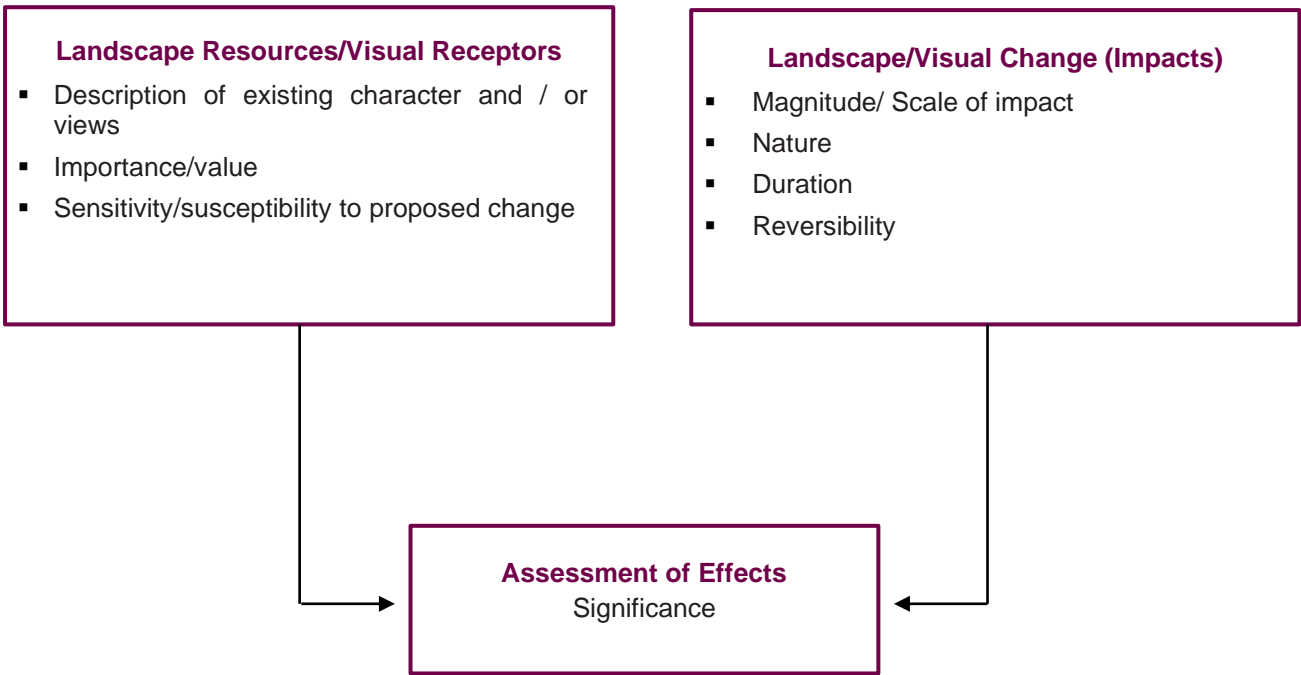 Landscape Resources/Visual Receptors
▪ Description of existing character and / or
views
▪ Importance/value
▪ Sensitivity/susceptibility to proposed change
Landscape/Visual Change (Impacts)
▪ Magnitude/ Scale of impact
▪ Nature
▪ Duration
▪ Reversibility
Assessment of Effects
Significance